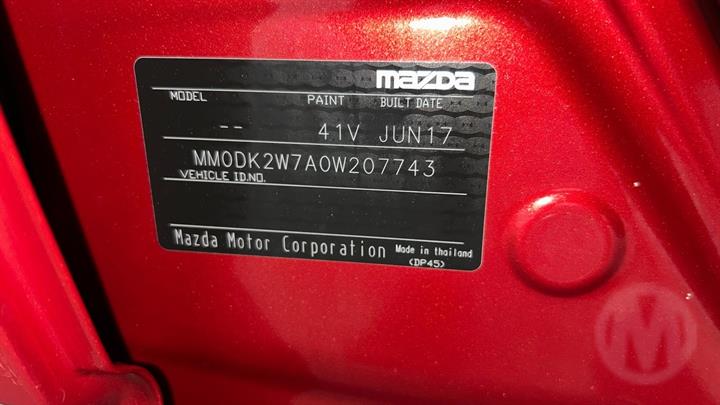 mazda
MODEL PAINT BUILT DATE
-- 41V JUN17
MM0DK2W7A0W207743
VEHICLE ID.NO.
Mazda Motor Corporation Made in thailand
(DP45)
M